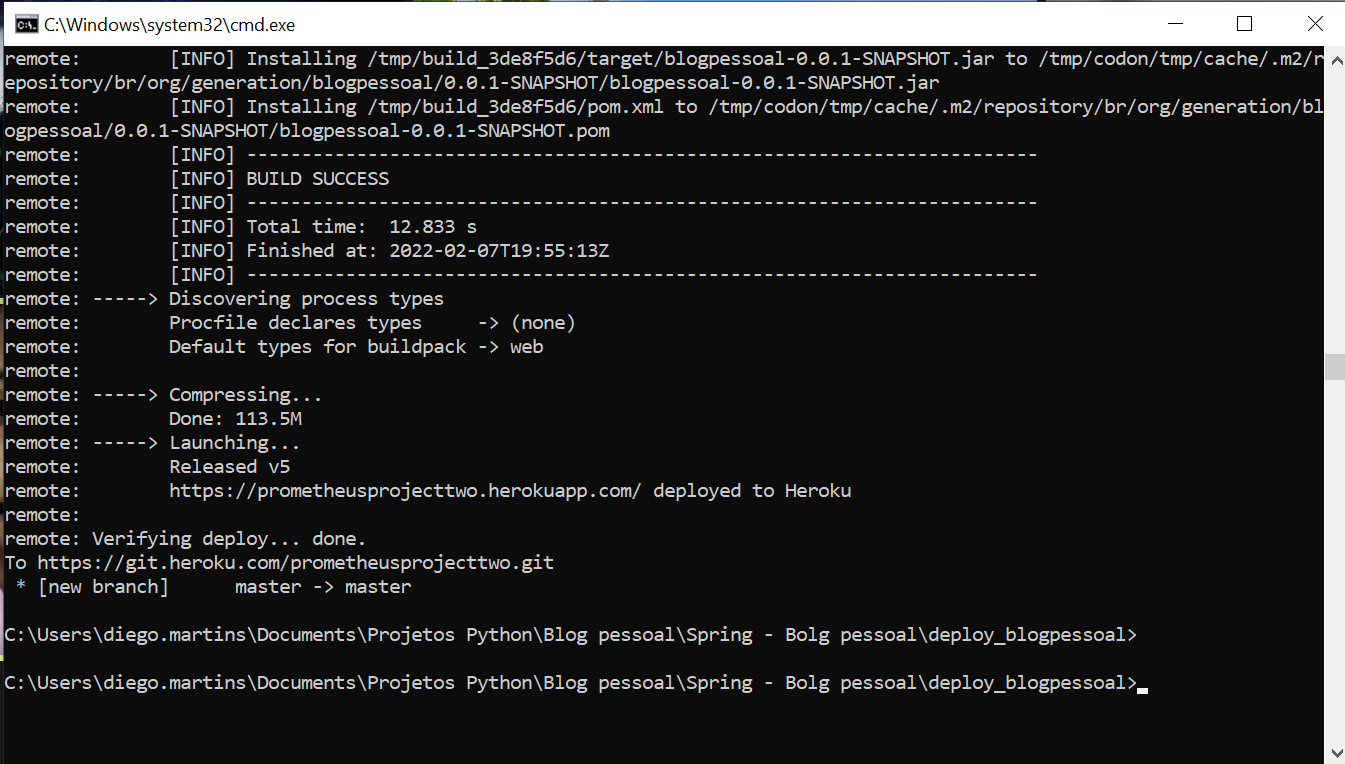 C:\Windows\system32\cmd.exe
remote:        [INFO] Installing /tmp/build_3de8f5d6/target/blogpessoal-0.0.1-SNAPSHOT.jar to /tmp/codon/tmp/cache/.m2/r
epository/br/org/generation/blogpessoal/0.0.1-SNAPSHOT/blogpessoal-0.0.1-SNAPSHOT.jar
remote:        [INFO] Installing /tmp/build_3de8f5d6/pom.xml to /tmp/codon/tmp/cache/.m2/repository/br/org/generation/bl
ogpessoal/0.0.1-SNAPSHOT/blogpessoal-0.0.1-SNAPSHOT.pom
remote:        [INFO] ------------------------------------------------------------------------
remote:        [INFO] BUILD SUCCESS
remote:        [INFO] ------------------------------------------------------------------------
remote:        [INFO] Total time:  12.833 s
remote:        [INFO] Finished at: 2022-02-07T19:55:13Z
remote:        [INFO] ------------------------------------------------------------------------
remote: -----> Discovering process types
remote:        Procfile declares types     -> (none)
remote:        Default types for buildpack -> web
remote:
remote: -----> Compressing...
remote:        Done: 113.5M
remote: -----> Launching...
remote:        Released v5
remote:        https://prometheusprojecttwo.herokuapp.com/ deployed to Heroku
remote:
remote: Verifying deploy... done.
To https://git.heroku.com/prometheusprojecttwo.git
 * [new branch]      master -> master
C:\Users\diego.martins\Documents\Projetos Python\Blog pessoal\Spring - Bolg pessoal\deploy_blogpessoal>
C:\Users\diego.martins\Documents\Projetos Python\Blog pessoal\Spring - Bolg pessoal\deploy_blogpessoal>